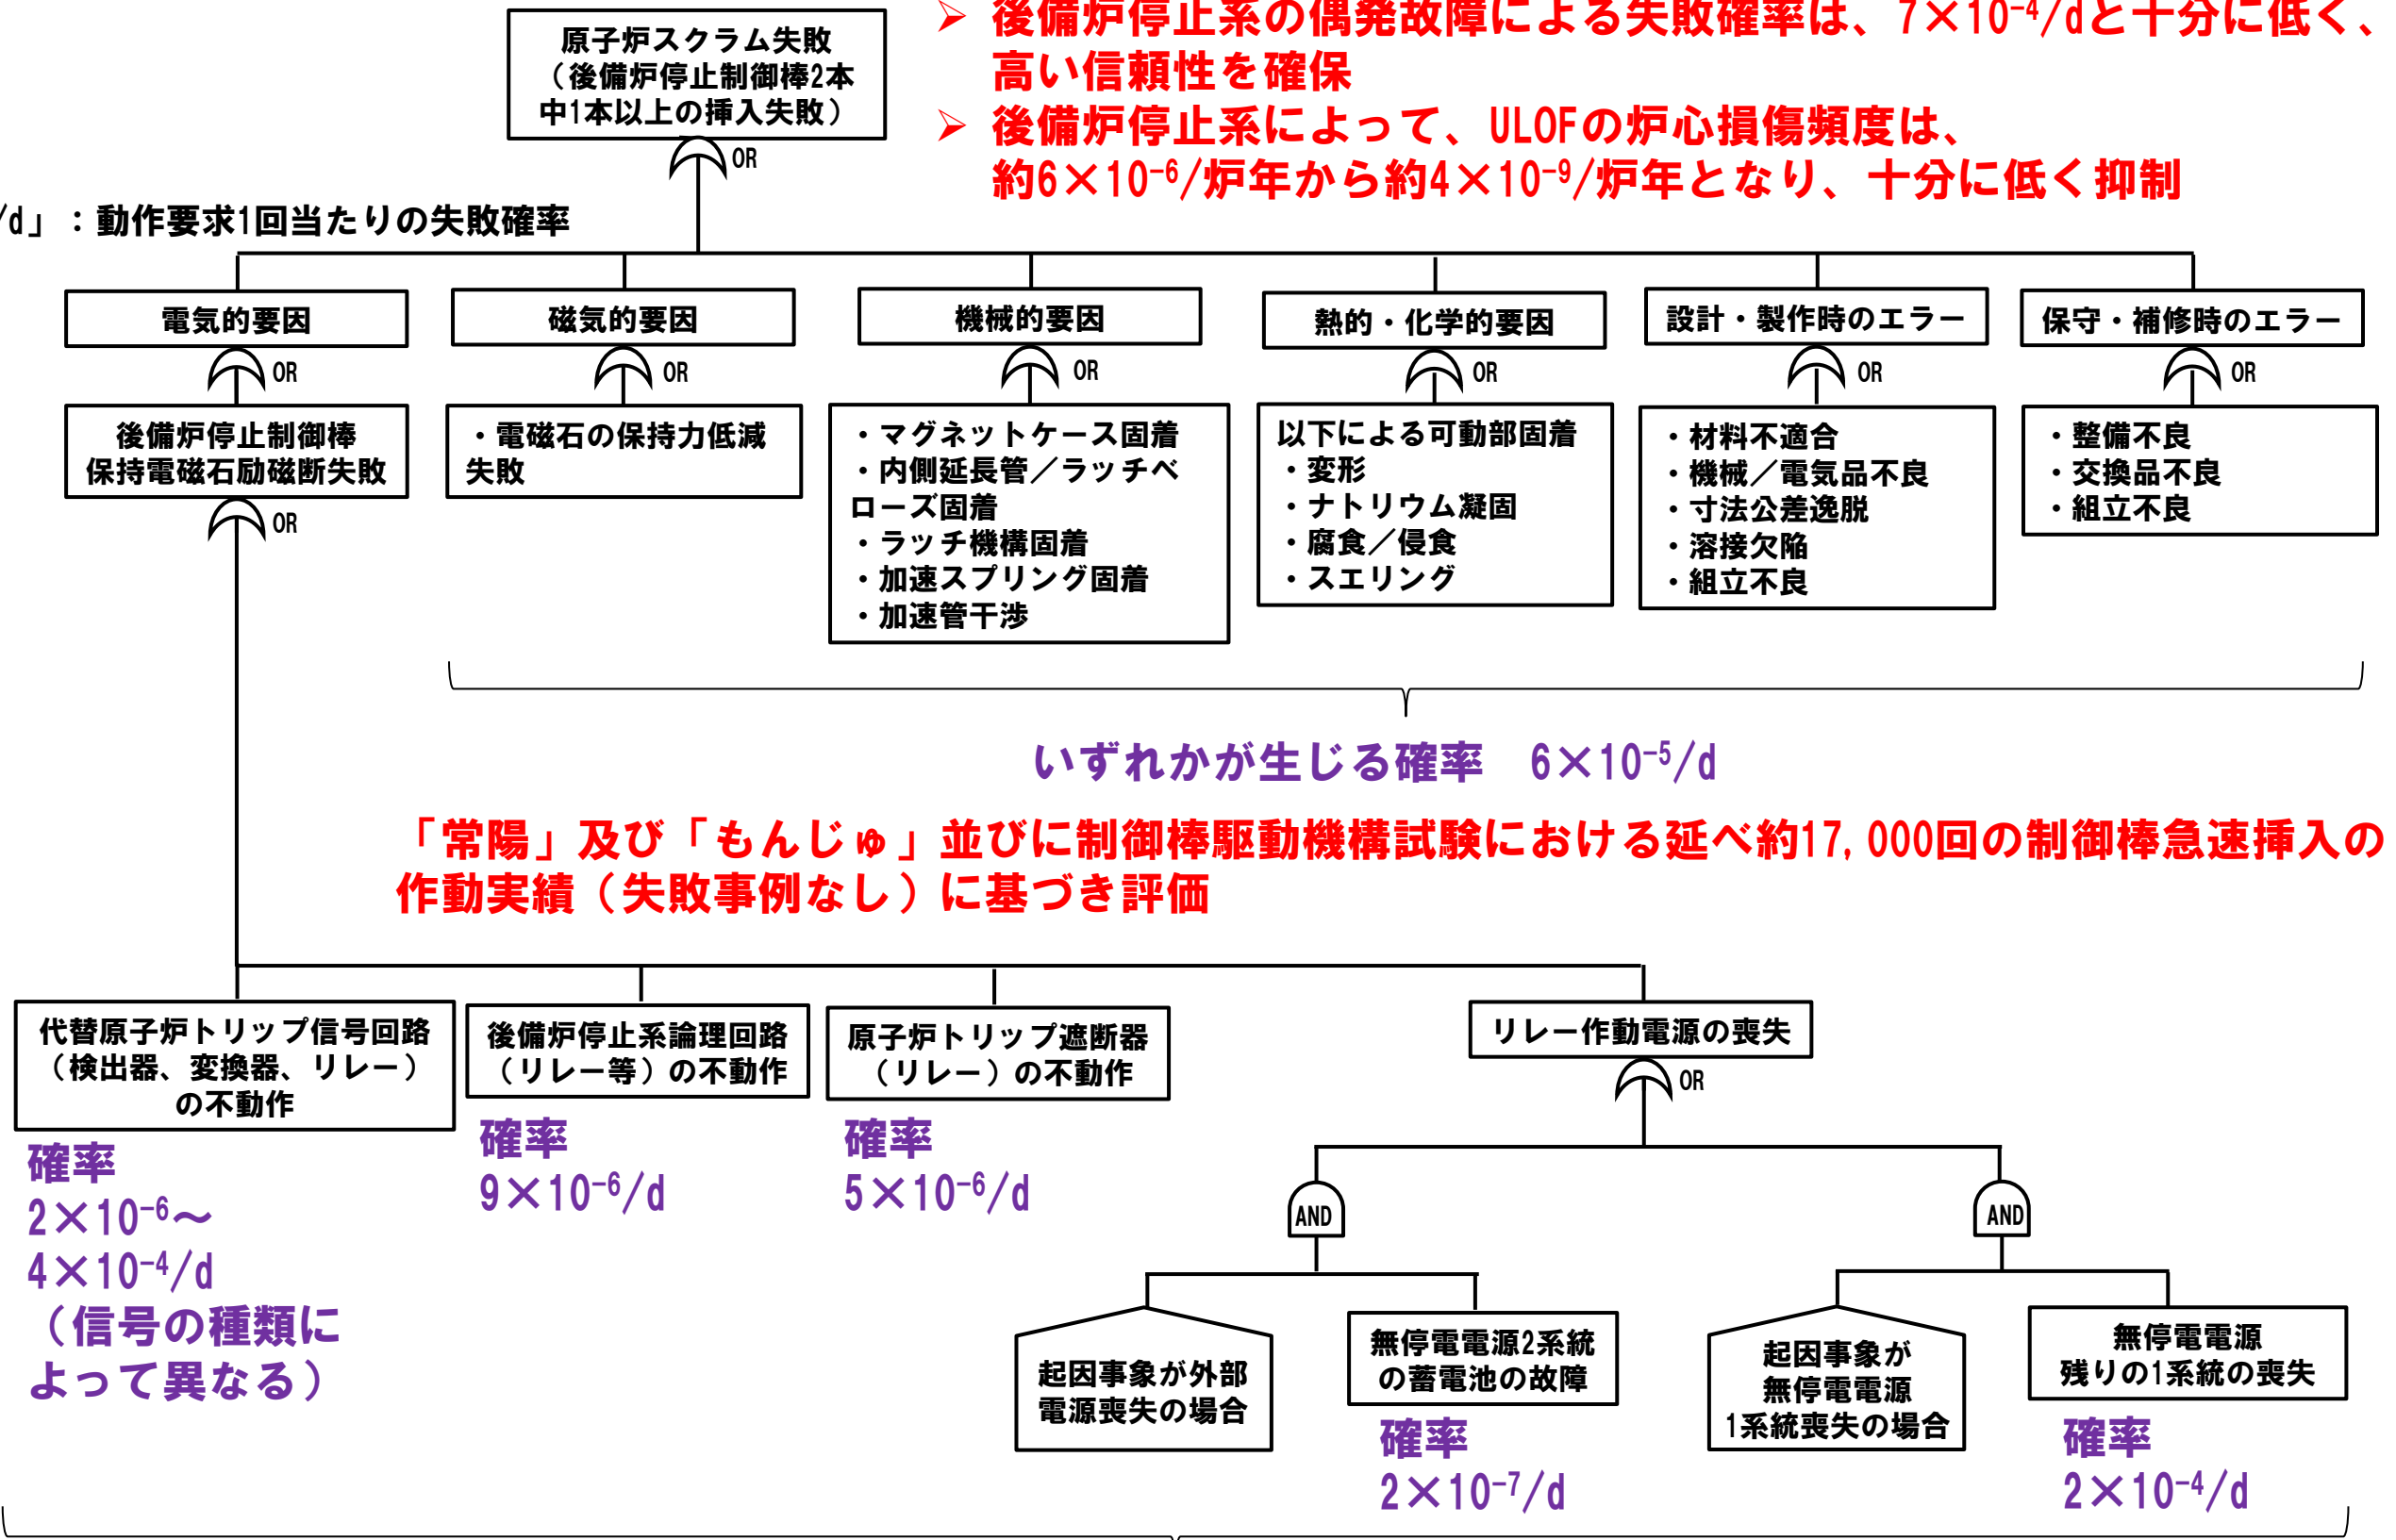 原子炉スクラム失敗
（後備炉停止制御棒2本
中1本以上の挿入失敗）
OR
➢ 後備炉停止系の偶発故障による失敗確率は、7×10⁻⁴/dと十分に低く、
高い信頼性を確保
➢ 後備炉停止系によって、ULOFの炉心損傷頻度は、
約6×10⁻⁶/炉年から約4×10⁻⁹/炉年となり、十分に低く抑制
/d」：動作要求1回当たりの失敗確率
電気的要因
OR
後備炉停止制御棒
保持電磁石励磁断失敗
OR
磁気的要因
OR
・電磁石の保持力低減
失敗
機械的要因
OR
・マグネットケース固着
・内側延長管／ラッチベ
ローズ固着
・ラッチ機構固着
・加速スプリング固着
・加速管干渉
熱的・化学的要因
OR
以下による可動部固着
・変形
・ナトリウム凝固
・腐食／侵食
・スエリング
設計・製作時のエラー
OR
・材料不適合
・機械／電気品不良
・寸法公差逸脱
・溶接欠陥
・組立不良
保守・補修時のエラー
OR
・整備不良
・交換品不良
・組立不良
いずれかが生じる確率　6×10⁻⁵/d
「常陽」及び「もんじゅ」並びに制御棒駆動機構試験における延べ約17,000回の制御棒急速挿入の
作動実績（失敗事例なし）に基づき評価
代替原子炉トリップ信号回路
（検出器、変換器、リレー）
の不動作
確率
2×10⁻⁶～
4×10⁻⁴/d
（信号の種類に
よって異なる）
後備炉停止系論理回路
（リレー等）の不動作
確率
9×10⁻⁶/d
原子炉トリップ遮断器
（リレー）の不動作
確率
5×10⁻⁶/d
リレー作動電源の喪失
OR
AND
起因事象が外部
電源喪失の場合
無停電電源2系統
の蓄電池の故障
確率
2×10⁻⁷/d
AND
起因事象が
無停電電源
1系統喪失の場合
無停電電源
残りの1系統の喪失
確率
2×10⁻⁴/d